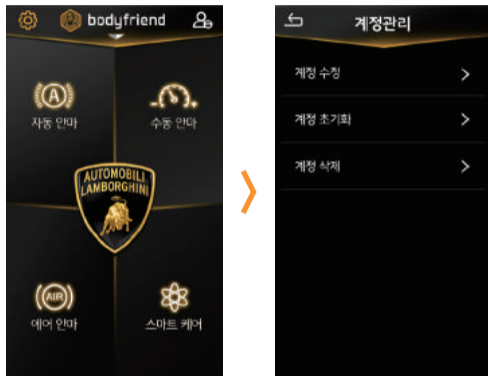 bodyfriend
A
자동 안마
수동 안마
AUTOMOBILI
LAMBORGHINI
AIR
에어 안마
스마트 케어
계정관리
계정 수정
계정 초기화
계정 삭제